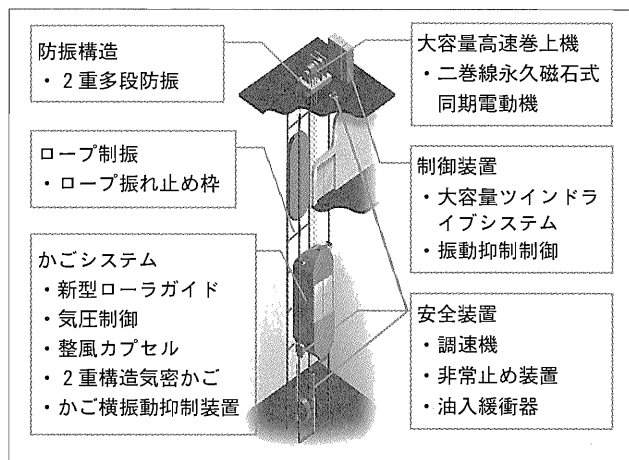 防振構造
・２重多段防振
ロープ制振
・ロープ振れ止め枠
かごシステム
・新型ローラガイド
・気圧制御
・整風カプセル
・２重構造気密かご
・かご横振動抑制装置
大容量高速巻上機
・二巻線永久磁石式
同期電動機
制御装置
・大容量ツインドラ
イブシステム
・振動抑制制御
安全装置
・調速機
・非常止め装置
・油入緩衝器